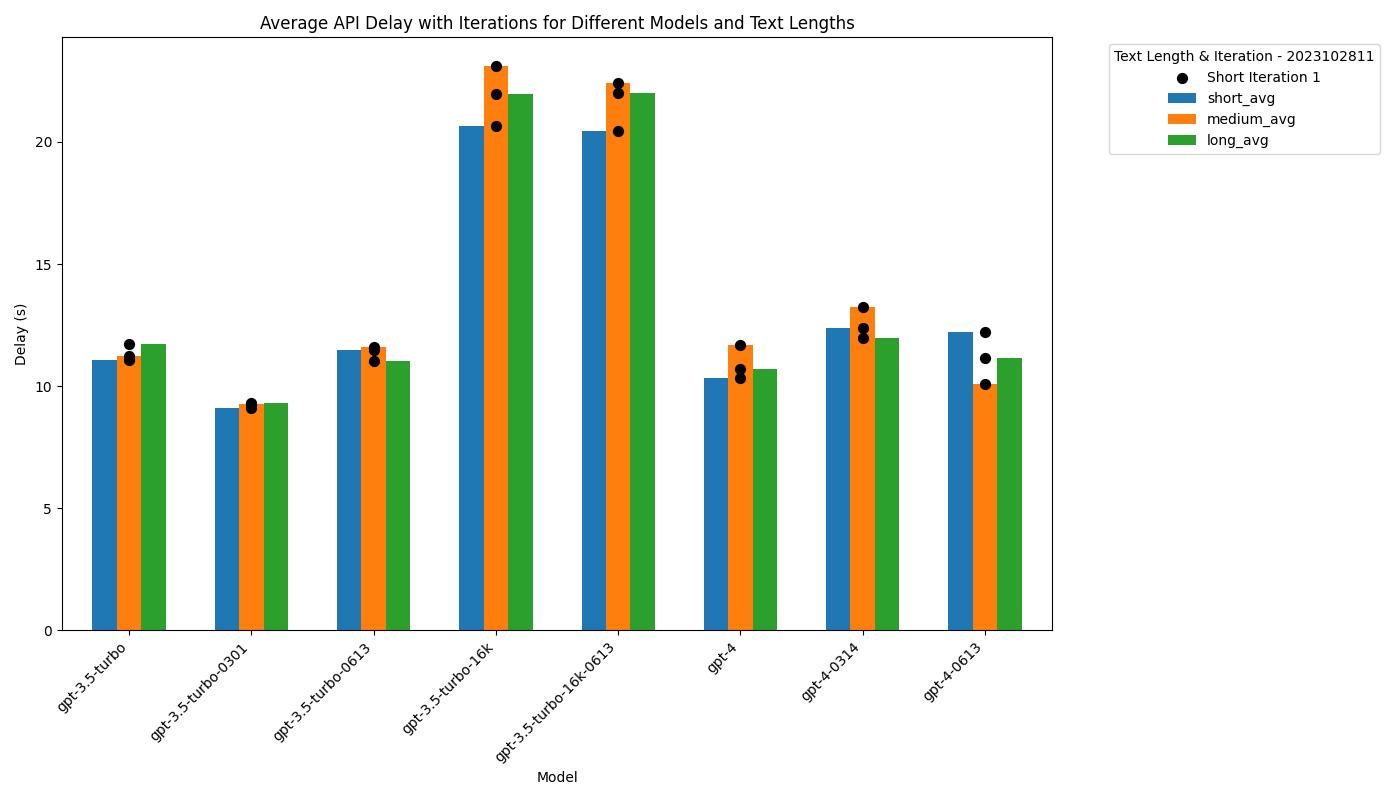 Average API Delay with Iterations for Different Models and Text Lengths
Text Length & Iteration - 2023102811
Short Iteration 1
short_avg
medium_avg
long_avg
Delay (s)
20
15
10
5
0
gpt-3.5-turbo
gpt-3.5-turbo-0301
gpt-3.5-turbo-0613
gpt-3.5-turbo-16k
gpt-3.5-turbo-16k-0613
gpt-4
gpt-4-0314
gpt-4-0613
Model